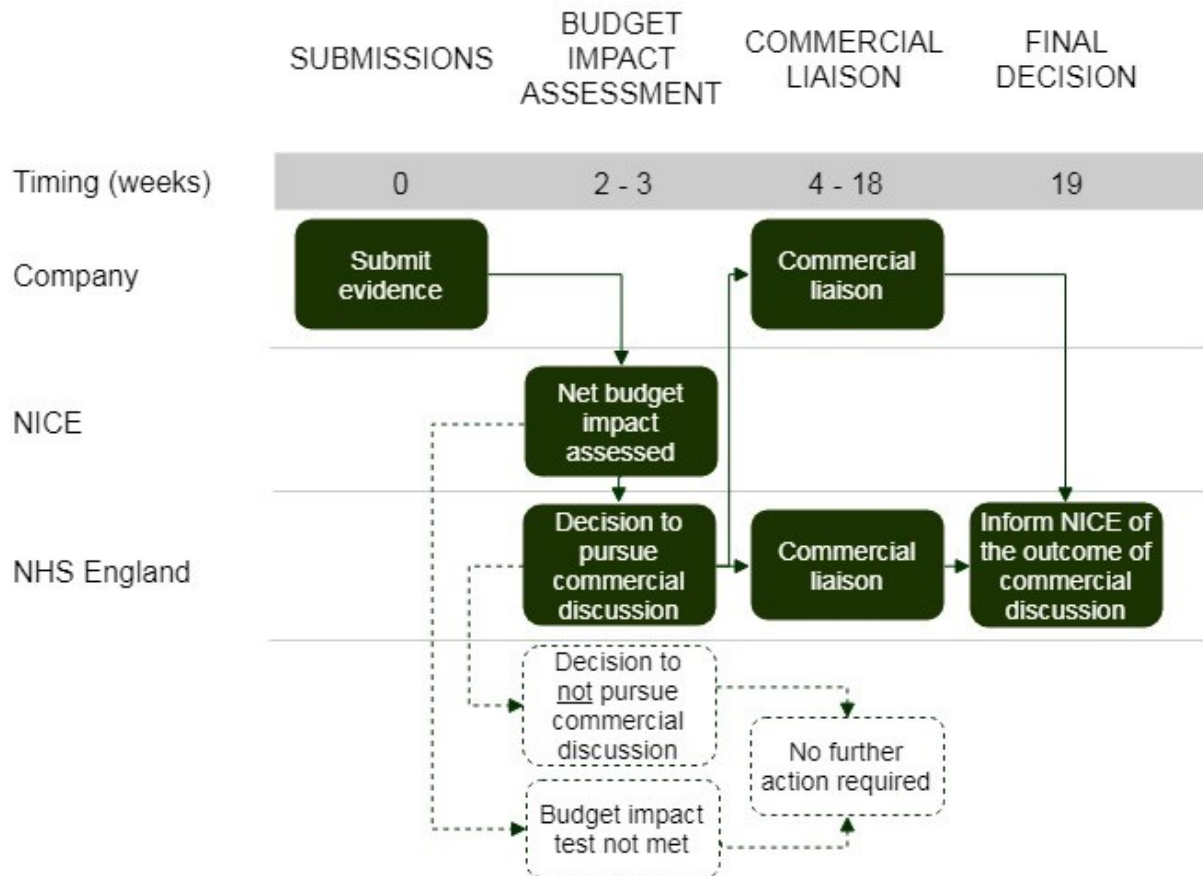 SUBMISSIONS
BUDGET
IMPACT
ASSESSMENT
COMMERCIAL
LIAISON
FINAL
DECISION
Timing (weeks)
0
2 - 3
4 - 18
19
Company
Submit
evidence
Commercial
liaison
NICE
Net budget
impact
assessed
NHS England
Decision to
pursue
commercial
discussion
Commercial
liaison
Inform NICE of
the outcome of
commercial
discussion
Decision to
not pursue
commercial
discussion
No further
action required
Budget impact
test not met